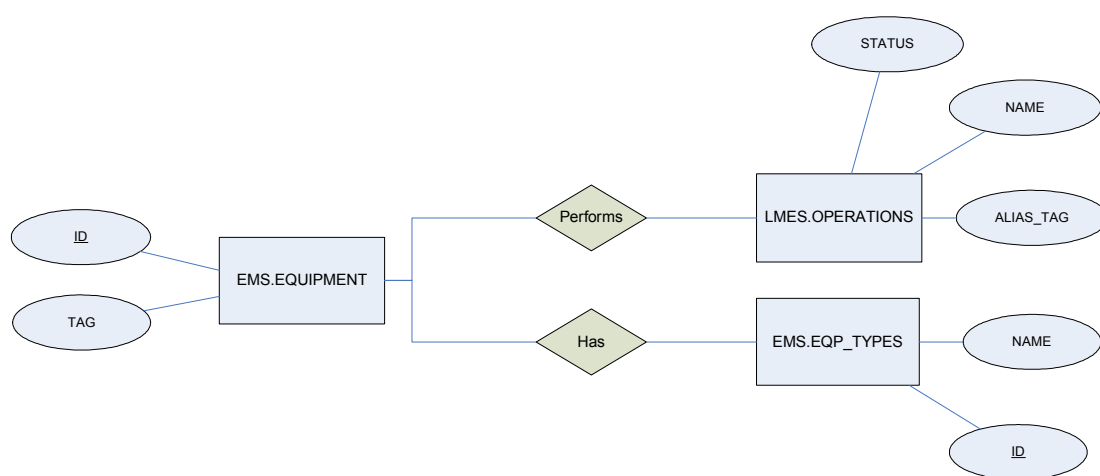 STATUS
NAME
ID
Performs
LMES.OPERATIONS
ALIAS_TAG
EMS.EQUIPMENT
TAG
Has
EMS.EQP_TYPES
NAME
ID